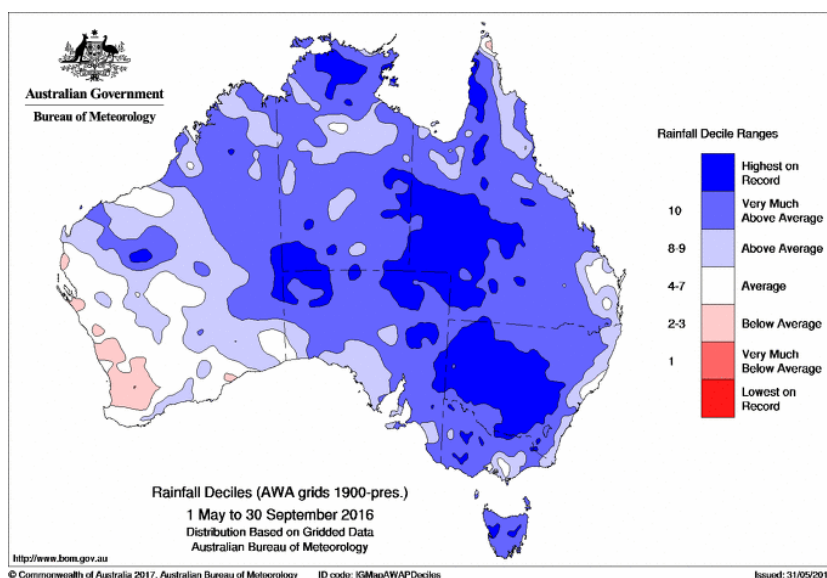 Australian Government
Bureau of Meteorology
Rainfall Decile Ranges
Highest on
Record
10
Very Much
Above Average
8-9
Above Average
4-7
Average
2-3
Below Average
1
Very Much
Below Average
Lowest on
Record
Rainfall Deciles (AWA grids 1900-pres.)
1 May to 30 September 2016
Distribution Based on Gridded Data
Australian Bureau of Meteorology
http://www.bom.gov.au
© Commonwealth of Australia 2017, Australian Bureau of Meteorology ID code: IGMapAWAPDeciles Issued: